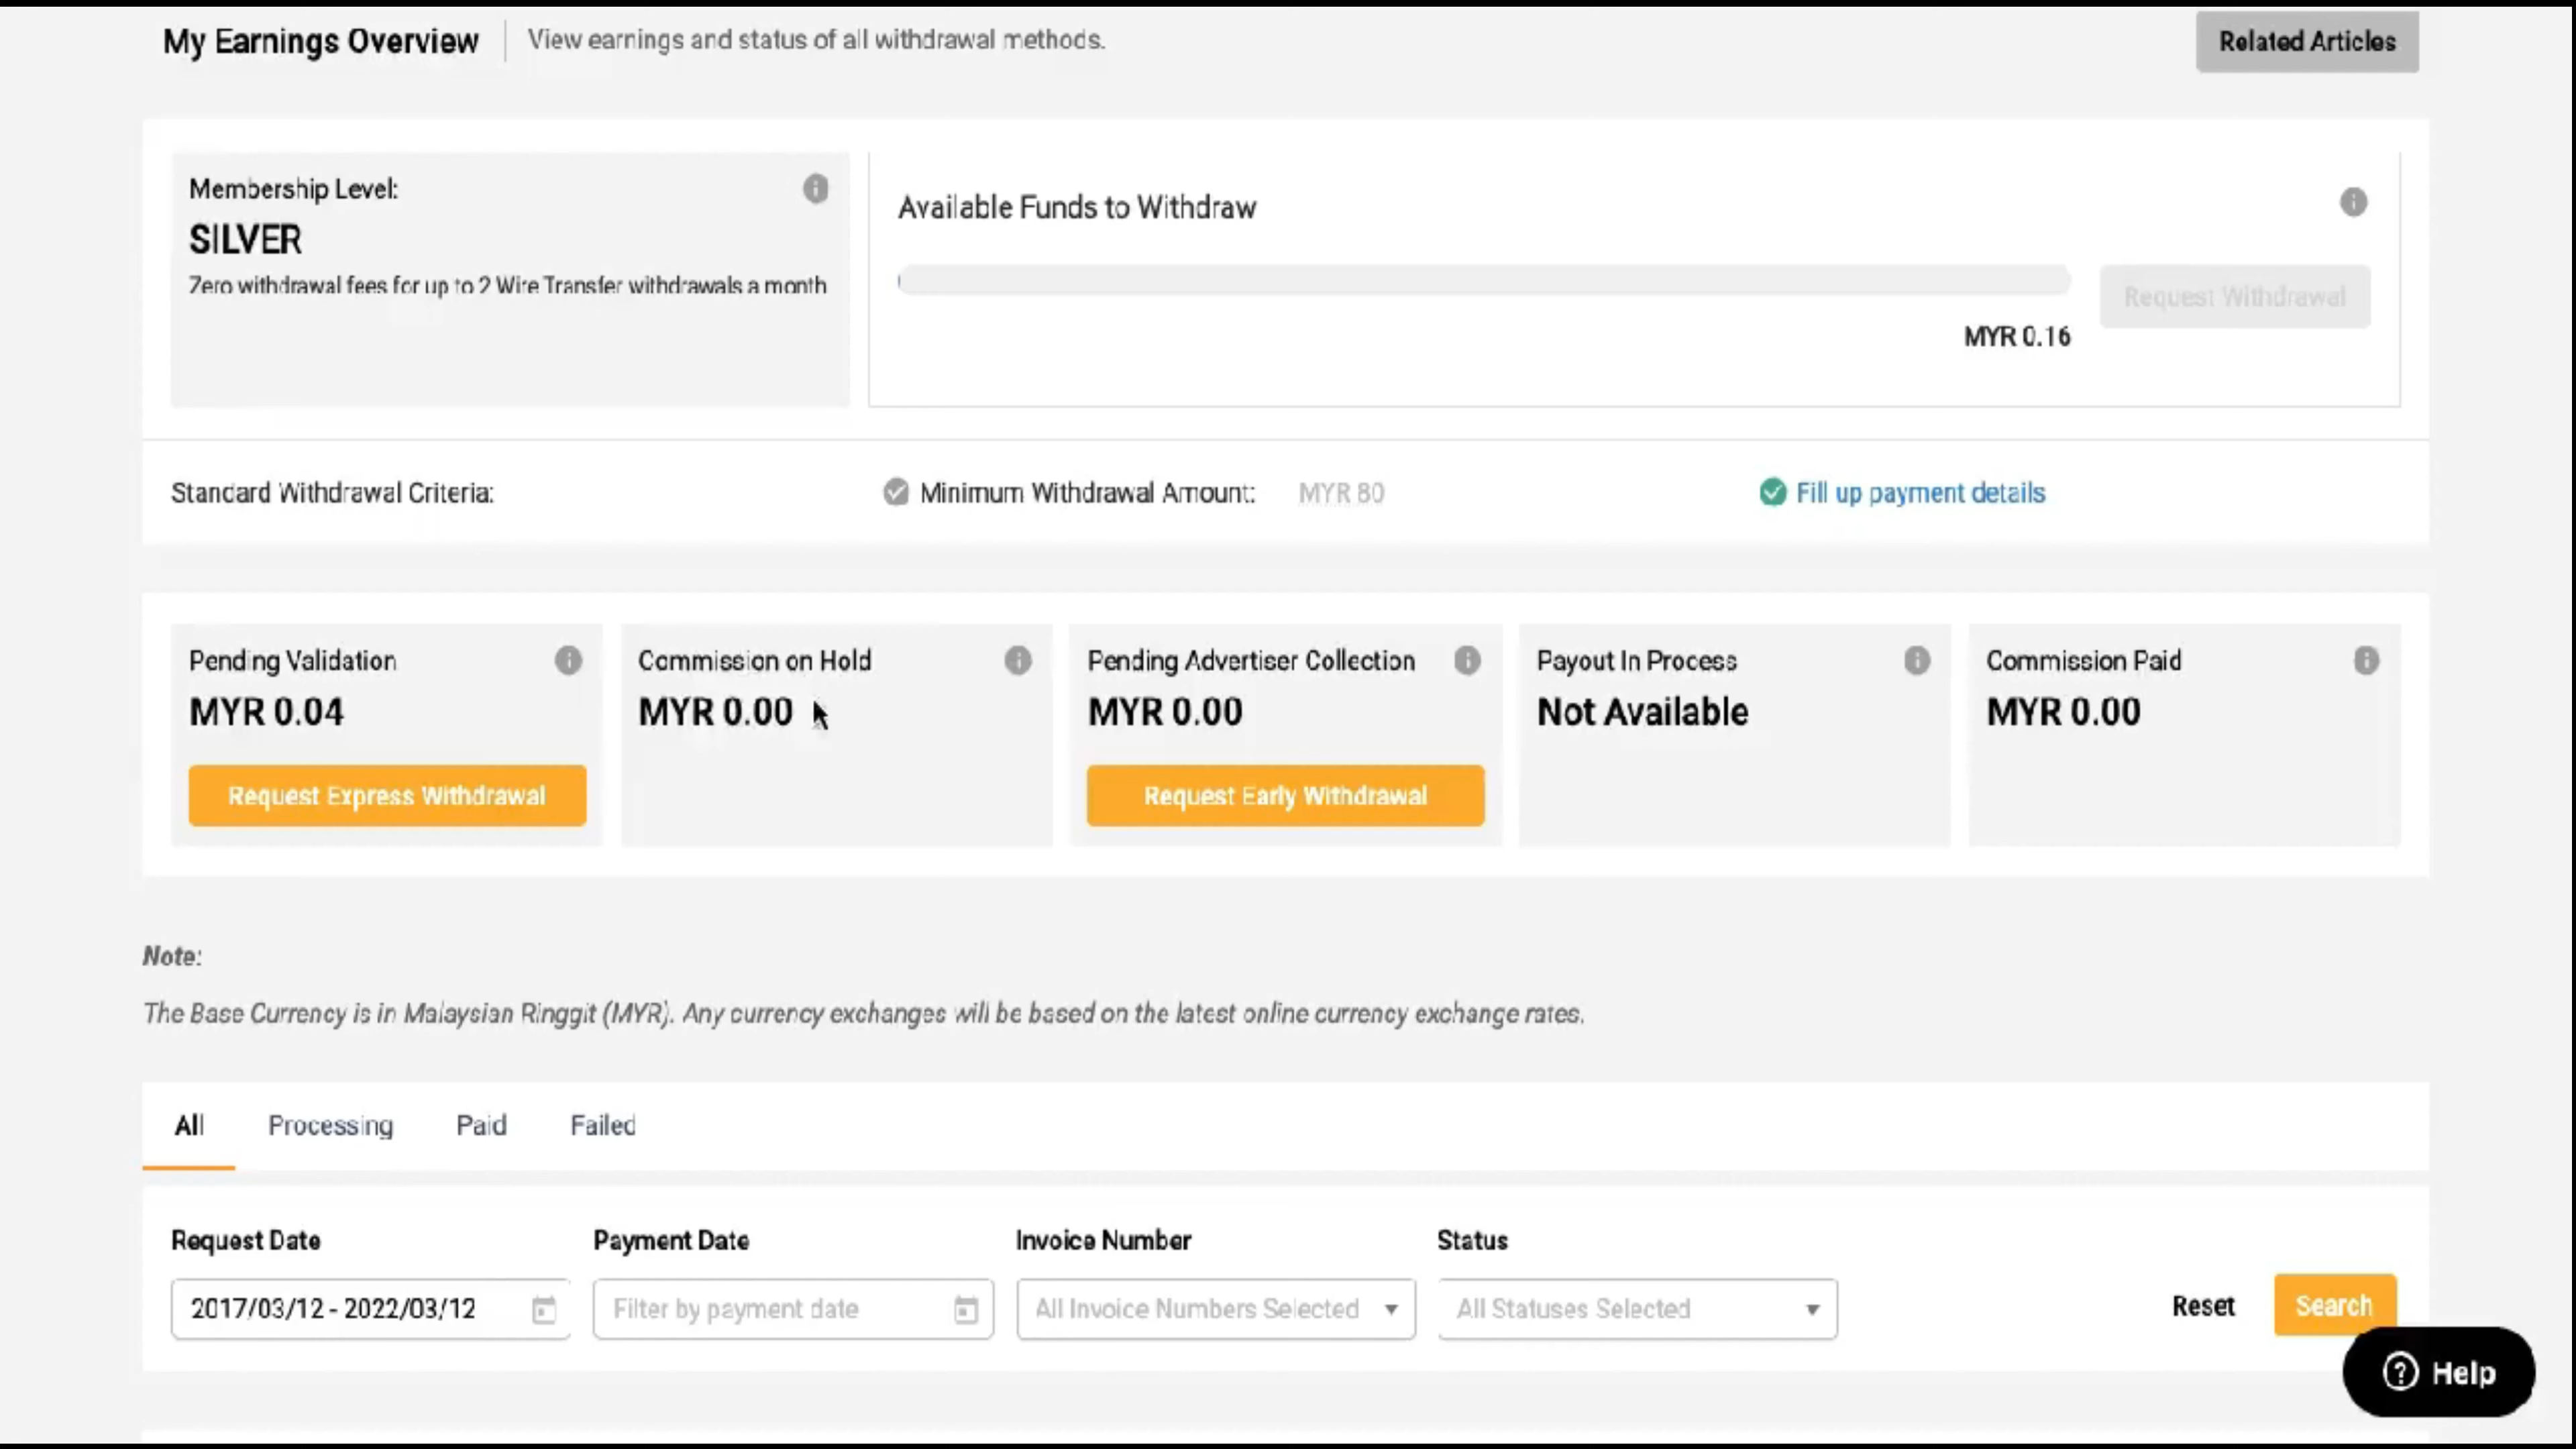 My Earnings Overview
View earnings and status of all withdrawal methods.
Related Articles
Membership Level:
SILVER
Zero withdrawal fees for up to 2 Wire Transfer withdrawals a month
Available Funds to Withdraw
Request Withdrawal
MYR 0.16
Standard Withdrawal Criteria:
Minimum Withdrawal Amount: MYR 80
Fill up payment details
Pending Validation
MYR 0.04
Request Express Withdrawal
Commission on Hold
MYR 0.00
Pending Advertiser Collection
MYR 0.00
Request Early Withdrawal
Payout In Process
Not Available
Commission Paid
MYR 0.00
Note:
The Base Currency is in Malaysian Ringgit (MYR). Any currency exchanges will be based on the latest online currency exchange rates.
All Processing Paid Failed
Request Date
2017/03/12 - 2022/03/12
Payment Date
Filter by payment date
Invoice Number
All Invoice Numbers Selected
Status
All Statuses Selected
Reset
Search
Help